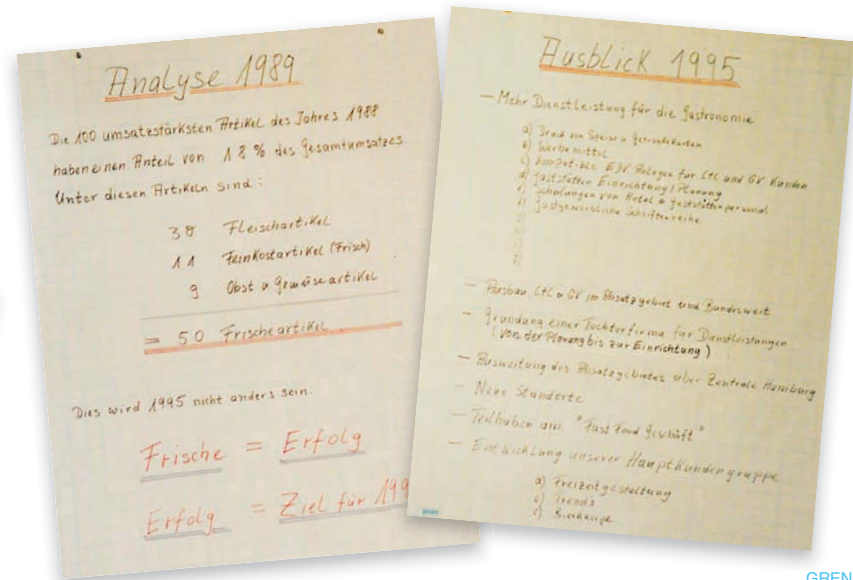 Analyse 1989
Die 100 umsatzstärksten Artikel des Jahres 1988
haben einen Anteil von 18 % des Gesamtumsatzes.
Unter diesen Artikeln sind:
30 Fleischartikel
11 Feinkostartikel (Frisch)
9 Obst u Gemüseartikel
= 50 Frischeartikel
Dies wird 1995 nicht anders sein.
Frische = Erfolg
Erfolg = Ziel für 199
Ausblick 1995
— Mehr Dienstleistung für die Gastronomie
a) Druck von Speise u Getränkekarten
b) Werbemittel
c) kompatible EDV Anlagen für LtL und GV Kunden
d) Gaststätten Einrichtung / Planung
e) Schulungen von Hotel u Gaststättenpersonal
f) Gastgewerbliche Schriftenreihe
— Ausbau LtL u GV im Absatzgebiet und Bundesweit
— Gründung einer Tochterfirma für Dienstleistungen
(von der Planung bis zur Einrichtung)
— Ausweitung des Absatzgebietes über Zentrale Hamburg
— Neue Standorte
— Teilhaben am "Fast Food Geschäft"
— Entwicklung unserer Hauptkundengruppe
a) Freizeitgestaltung
b) Trends
c) Bierkneipe
GREN